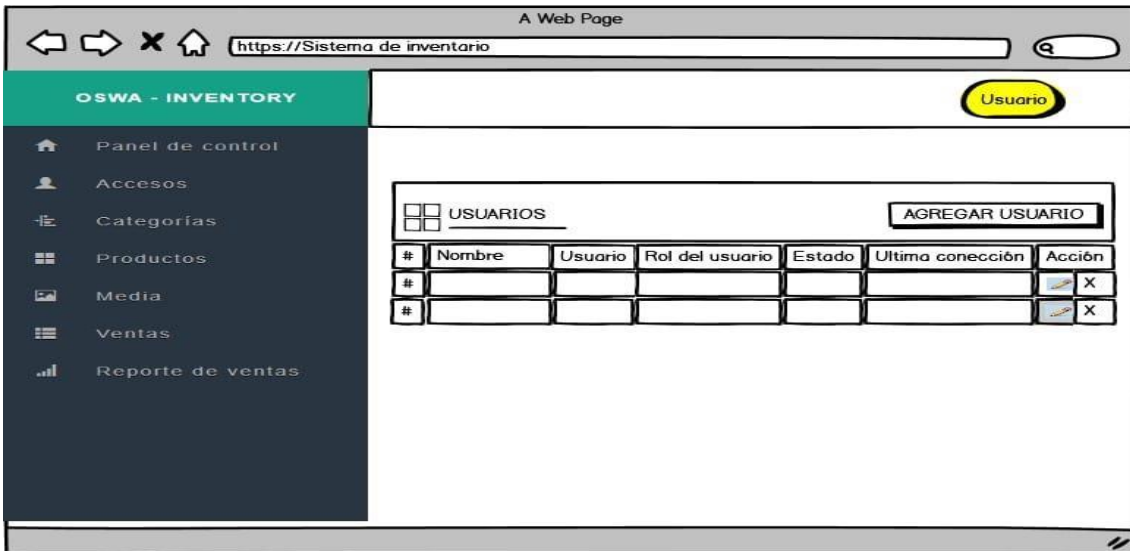 A Web Page
https://Sistema de inventario
OSWA - INVENTORY
Usuario
Panel de control
Accesos
Categorías
Productos
Media
Ventas
Reporte de ventas
USUARIOS
AGREGAR USUARIO
# Nombre Usuario Rol del usuario Estado Ultima conección Acción
# X
# X